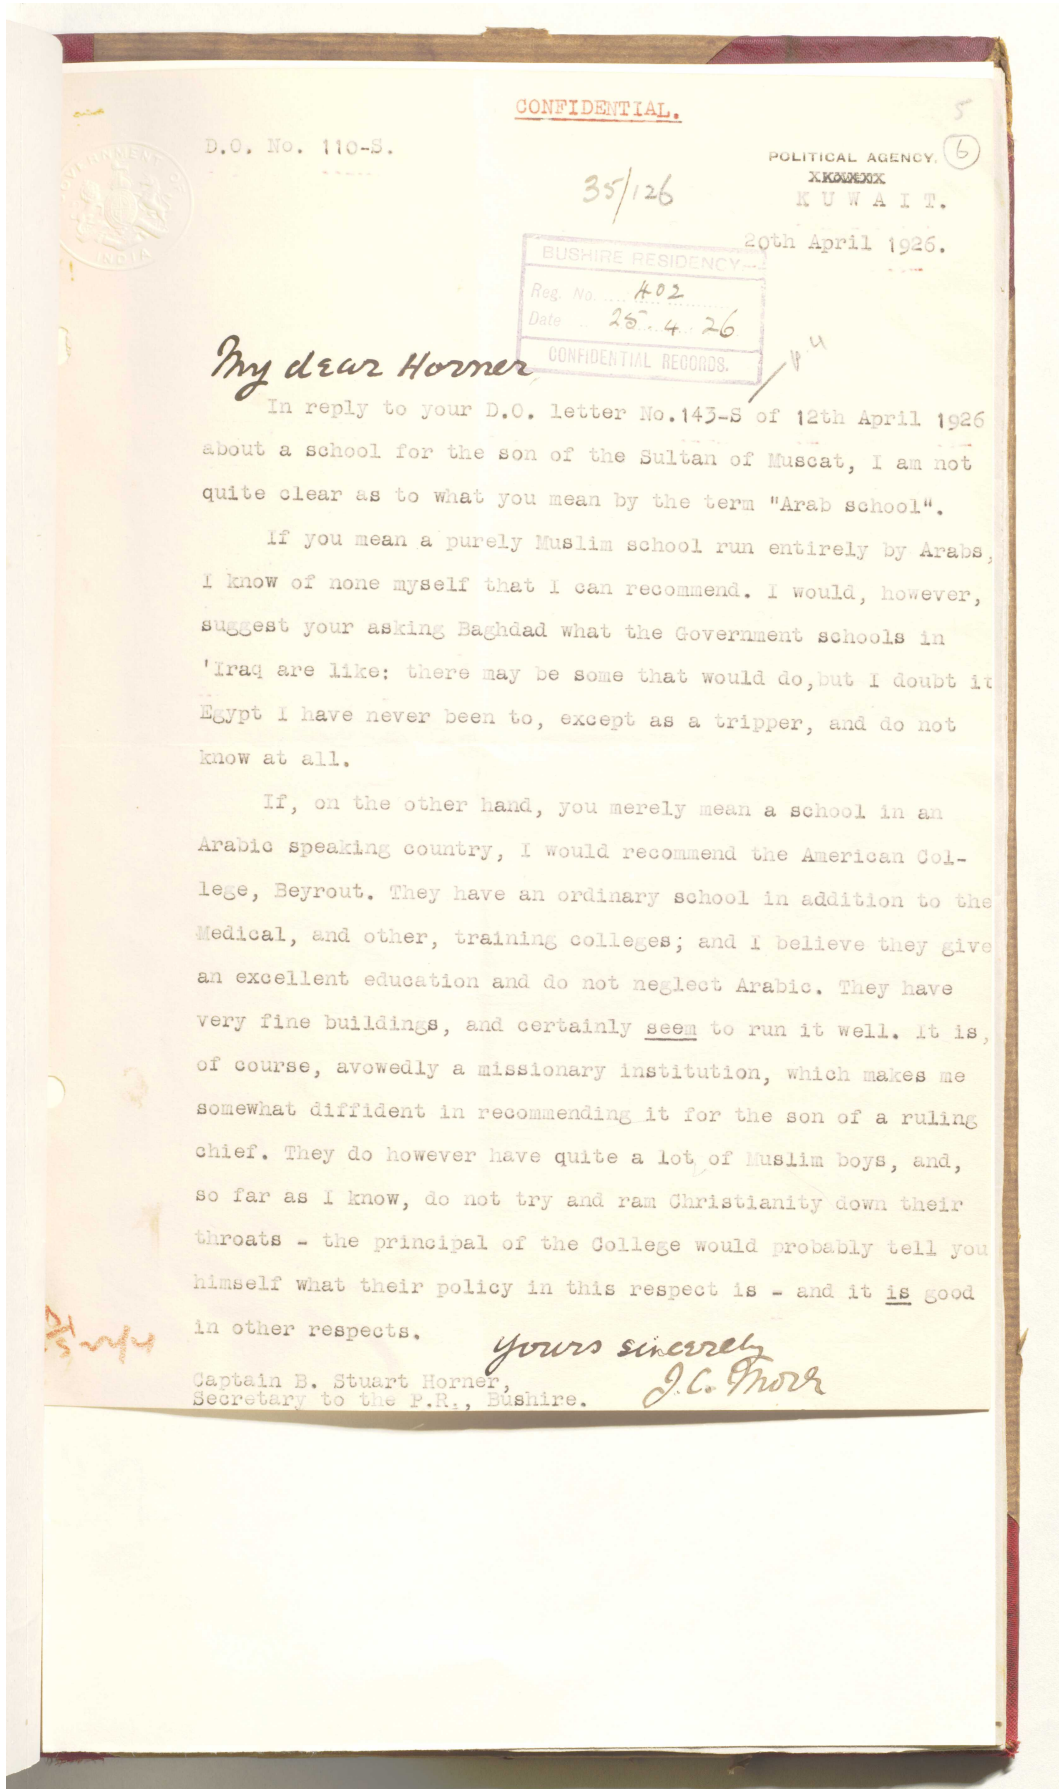 CONFIDENTIAL.
5
D.O. No. 110-S.
POLITICAL AGENCY,
6
GOVERNMENT OF
INDIA
35/126
KUWAIT.
20th April 1926.
BUSHIRE RESIDENCY
Reg. No. 402
Date 25.4.26
CONFIDENTIAL RECORDS.
My dear Horner,
In reply to your D.O. letter No.143-S of 12th April 1926
about a school for the son of the Sultan of Muscat, I am not
quite clear as to what you mean by the term "Arab school".
If you mean a purely Muslim school run entirely by Arabs,
I know of none myself that I can recommend. I would, however,
suggest your asking Baghdad what the Government schools in
'Iraq are like: there may be some that would do,but I doubt it
Egypt I have never been to, except as a tripper, and do not
know at all.
If, on the other hand, you merely mean a school in an
Arabic speaking country, I would recommend the American Col-
lege, Beyrout. They have an ordinary school in addition to the
Medical, and other, training colleges; and I believe they give
an excellent education and do not neglect Arabic. They have
very fine buildings, and certainly seem to run it well. It is,
of course, avowedly a missionary institution, which makes me
somewhat diffident in recommending it for the son of a ruling
chief. They do however have quite a lot of Muslim boys, and,
so far as I know, do not try and ram Christianity down their
throats - the principal of the College would probably tell you
himself what their policy in this respect is - and it is good
in other respects.
Yours sincerely
J.C. More
Captain B. Stuart Horner,
Secretary to the P.R., Bushire.